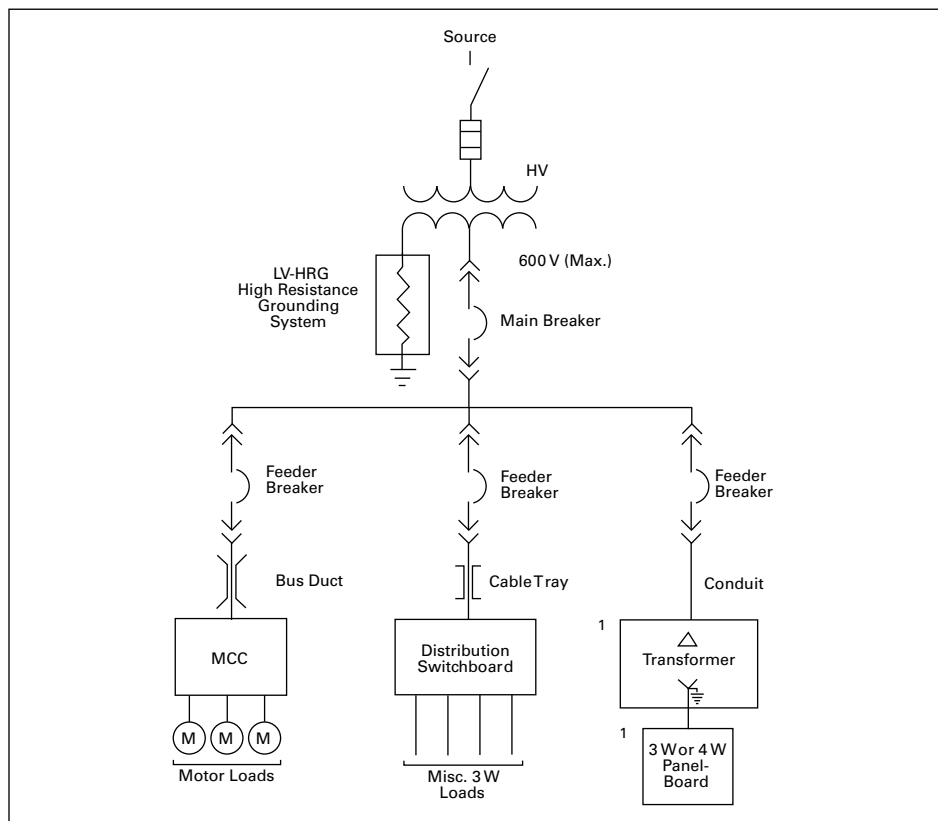 Source
HV
600 V (Max.)
LV-HRG
High Resistance
Grounding
System
Main Breaker
Feeder
Breaker
Feeder
Breaker
Feeder
Breaker
Bus Duct
Cable Tray
Conduit
MCC
Distribution
Switchboard
1
Transformer
M
M
M
Motor Loads
Misc. 3 W
Loads
1
3 W or 4 W
Panel-
Board